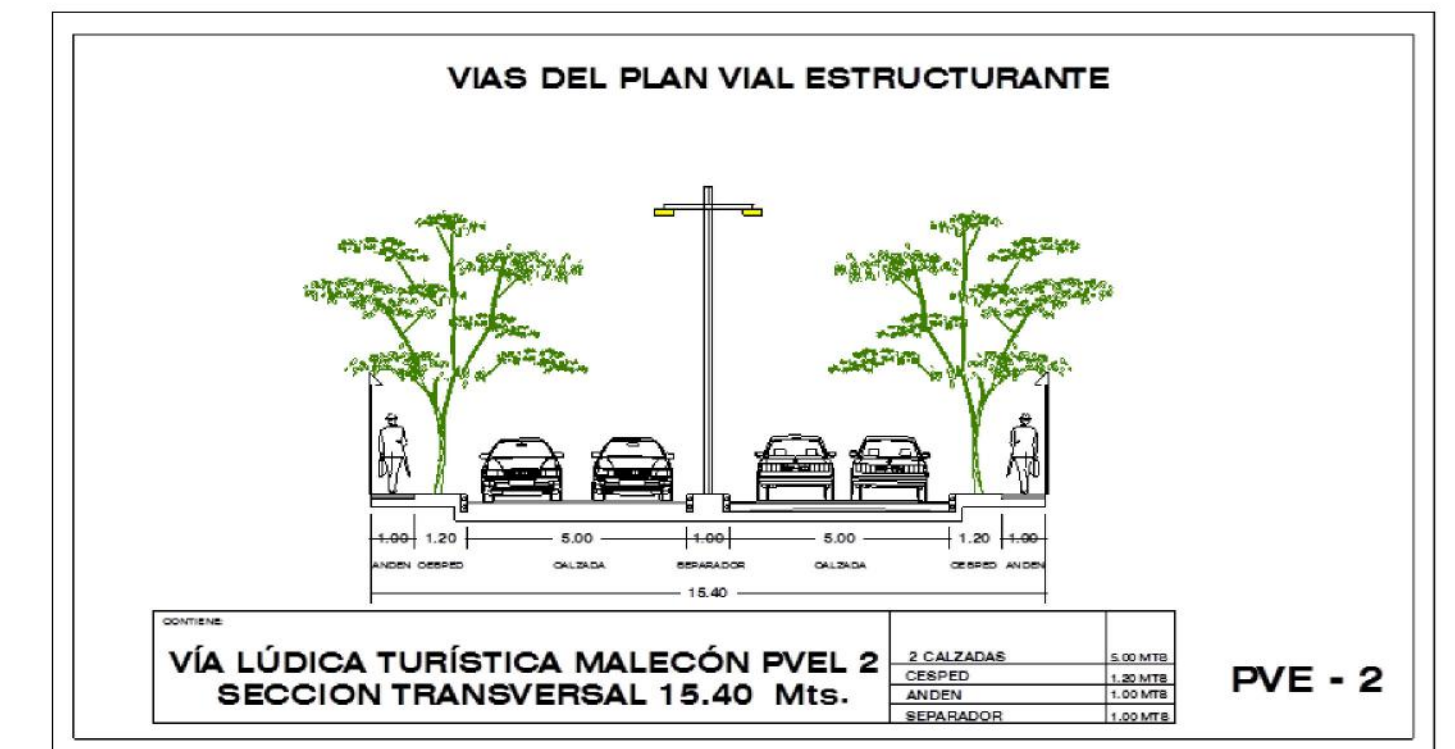 VIAS DEL PLAN VIAL ESTRUCTURANTE
1.00 1.20 5.00 1.00 5.00 1.20 1.00
ANDEN CESPED CALZADA SEPARADOR CALZADA CESPED ANDEN
15.40
CONTIENE:
VÍA LÚDICA TURÍSTICA MALECÓN PVEL 2
SECCION TRANSVERSAL 15.40 Mts.
2 CALZADAS 5.00 MTS
CESPED 1.20 MTS
ANDEN 1.00 MTS
SEPARADOR 1.00 MTS
PVE - 2